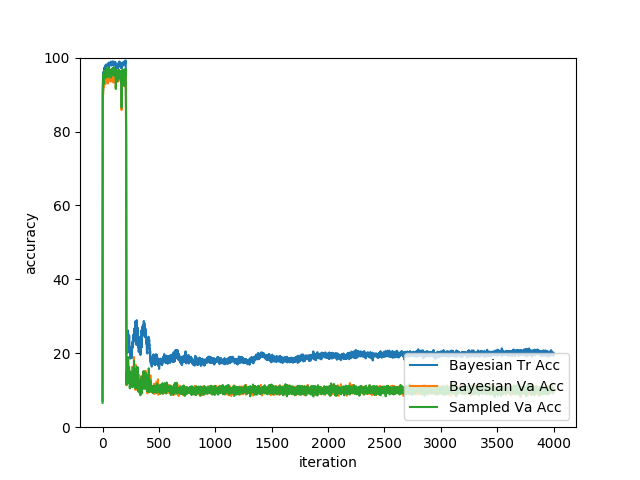 100
80
60
40
20
0
accuracy
Bayesian Tr Acc
Bayesian Va Acc
Sampled Va Acc
0 500 1000 1500 2000 2500 3000 3500 4000
iteration